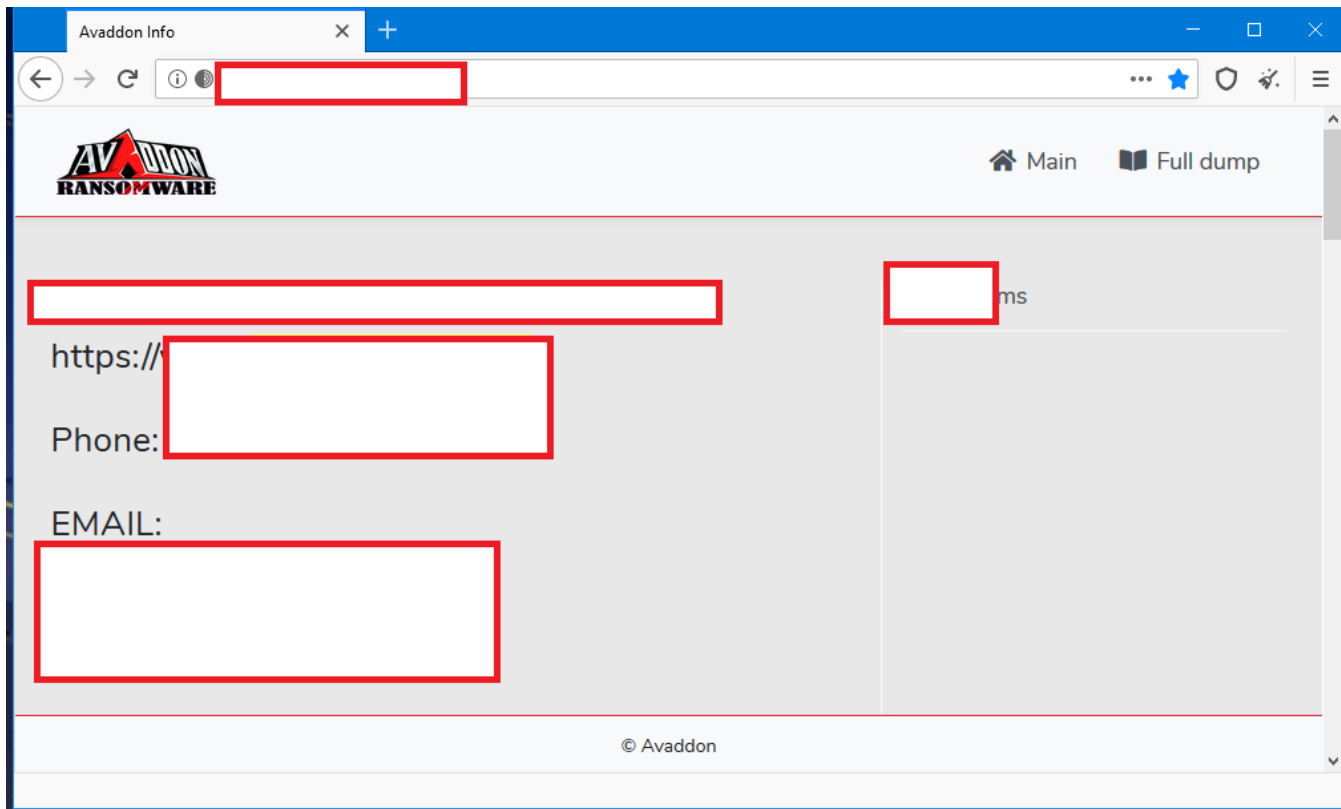 Avaddon Info
AVADDON
RANSOMWARE
Main
Full dump
ms
https://
Phone:
EMAIL:
© Avaddon